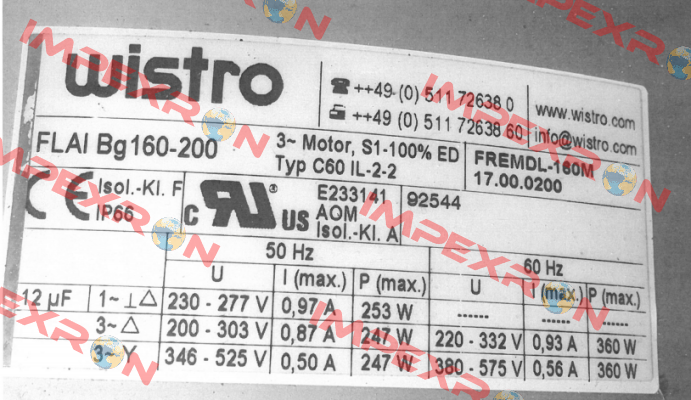 wistro
☎ ++49-(0) 511 72638 0
++49 (0) 511 72638 60
www.wistro.com
info@wistro.com
FLAI Bg160-200
3~ Motor, S1-100% ED
Typ C60 IL-2-2
FREMDL-160M
17.00.0200
CE Isol.-Kl. F
IP66
C RU ® US
E233141
AOM
Isol.-Kl. A
92544
50 Hz 60 Hz
U I (max.) P (max.) U I (max.) P (max.)
12 µF 1~ ⊥ △ 230 - 277 V 0,97 A 253 W ------ ------ ------
3~ △ 200 - 303 V 0,87 A 247 W 220 - 332 V 0,93 A 360 W
3~ Y 346 - 525 V 0,50 A 247 W 380 - 575 V 0,56 A 360 W
IMPEXRON